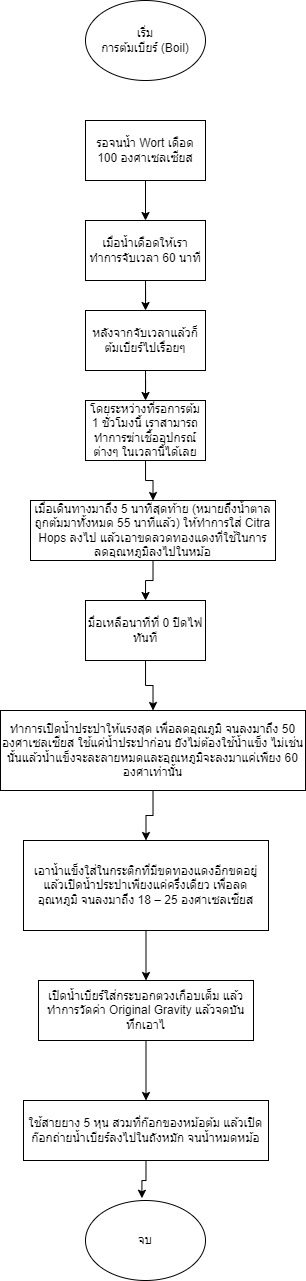 เริ่ม
การต้มเบียร์ (Boil)
รอจนน้ำ Wort เดือด
100 องศาเซลเซียส
เมื่อน้ำเดือดให้เรา
ทำการจับเวลา 60 นาที
หลังจากจับเวลาแล้วก็
ต้มเบียร์ไปเรื่อยๆ
โดยระหว่างที่รอการต้ม
1 ชั่วโมงนี้ เราสามารถ
ทำการฆ่าเชื้ออุปกรณ์
ต่างๆ ในเวลานี้ได้เลย
เมื่อเดินทางมาถึง 5 นาทีสุดท้าย (หมายถึงน้ำตาล
ถูกต้มมาทั้งหมด 55 นาทีแล้ว) ให้ทำการใส่ Citra
Hops ลงไป แล้วเอาขดลวดทองแดงที่ใช้ในการ
ลดอุณหภูมิลงไปในหม้อ
มื่อเหลือนาทีที่ 0 ปิดไฟ
ทันที
ทำการเปิดน้ำประปาให้แรงสุด เพื่อลดอุณภูมิ จนลงมาถึง 50
องศาเซลเซียส ใช้แค่น้ำประปาก่อน ยังไม่ต้องใช้น้ำแข็ง ไม่เช่น
นั้นแล้วน้ำแข็งจะละลายหมดและอุณหภูมิจะลงมาแค่เพียง 60
องศาเท่านั้น
เอาน้ำแข็งใส่ในกระติกที่มีขดทองแดงอีกขดอยู่
แล้วเปิดน้ำประปาเพียงแค่ครึ่งเดียว เพื่อลด
อุณหภูมิ จนลงมาถึง 18 – 25 องศาเซลเซียส
เปิดน้ำเบียร์ใส่กระบอกตวงเกือบเต็ม แล้ว
ทำการวัดค่า Original Gravity แล้วจดบัน
ทึกเอาไ
ใช้สายยาง 5 หุน สวมที่ก๊อกของหม้อต้ม แล้วเปิด
ก๊อกถ่ายน้ำเบียร์ลงไปในถังหมัก จนน้ำหมดหม้อ
จบ